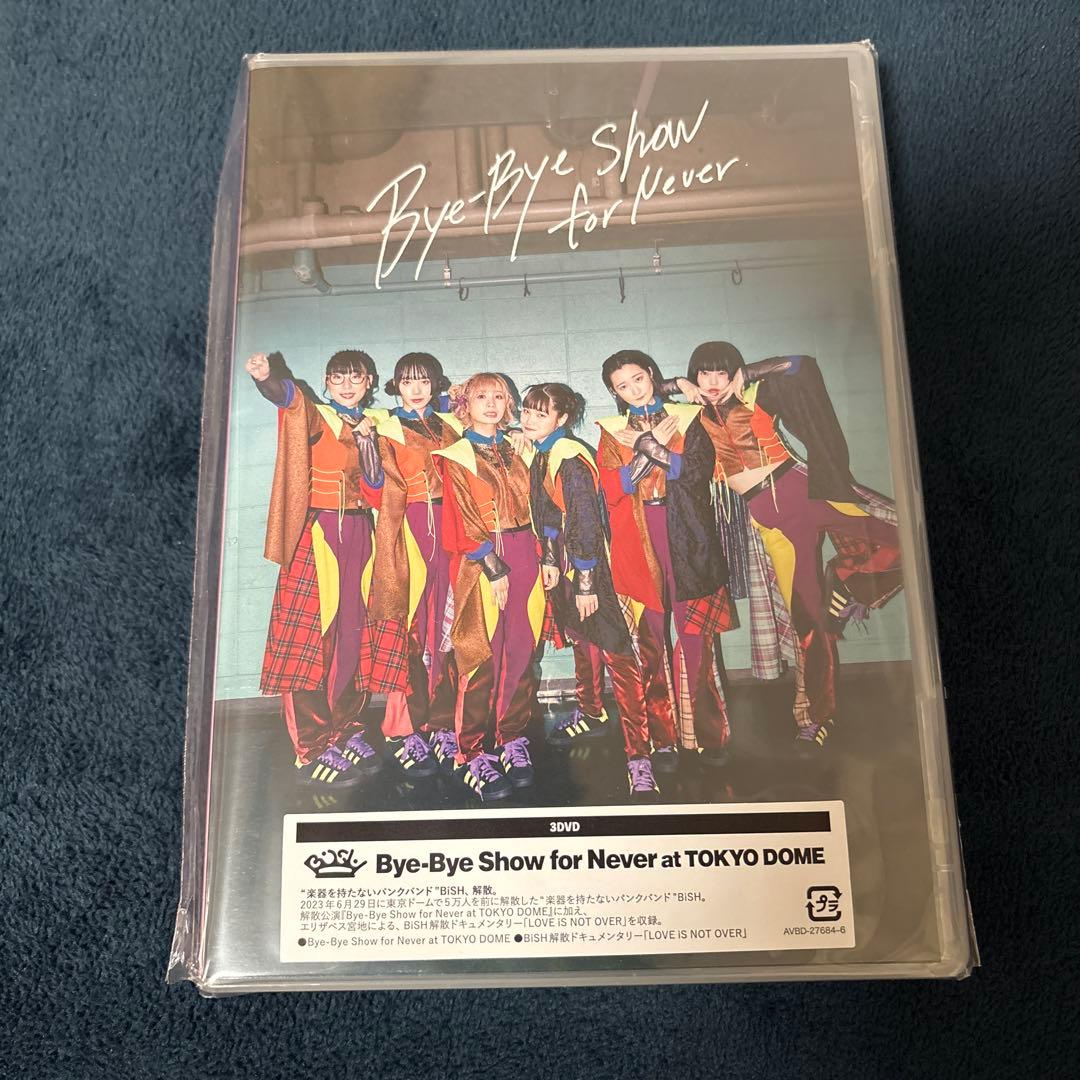 Bye-Bye Show
for Never
3DVD
BiSH
Bye-Bye Show for Never at TOKYO DOME
“楽器を持たないパンクバンド”BiSH、解散。
2023年6月29日に東京ドームで5万人を前に解散した“楽器を持たないパンクバンド”BiSH。
解散公演『Bye-Bye Show for Never at TOKYO DOME』に加え、
エリザベス宮地による、BiSH解散ドキュメンタリー「LOVE iS NOT OVER」を収録。
●Bye-Bye Show for Never at TOKYO DOME ●BiSH解散ドキュメンタリー「LOVE iS NOT OVER」
プラ
AVBD-27684~6